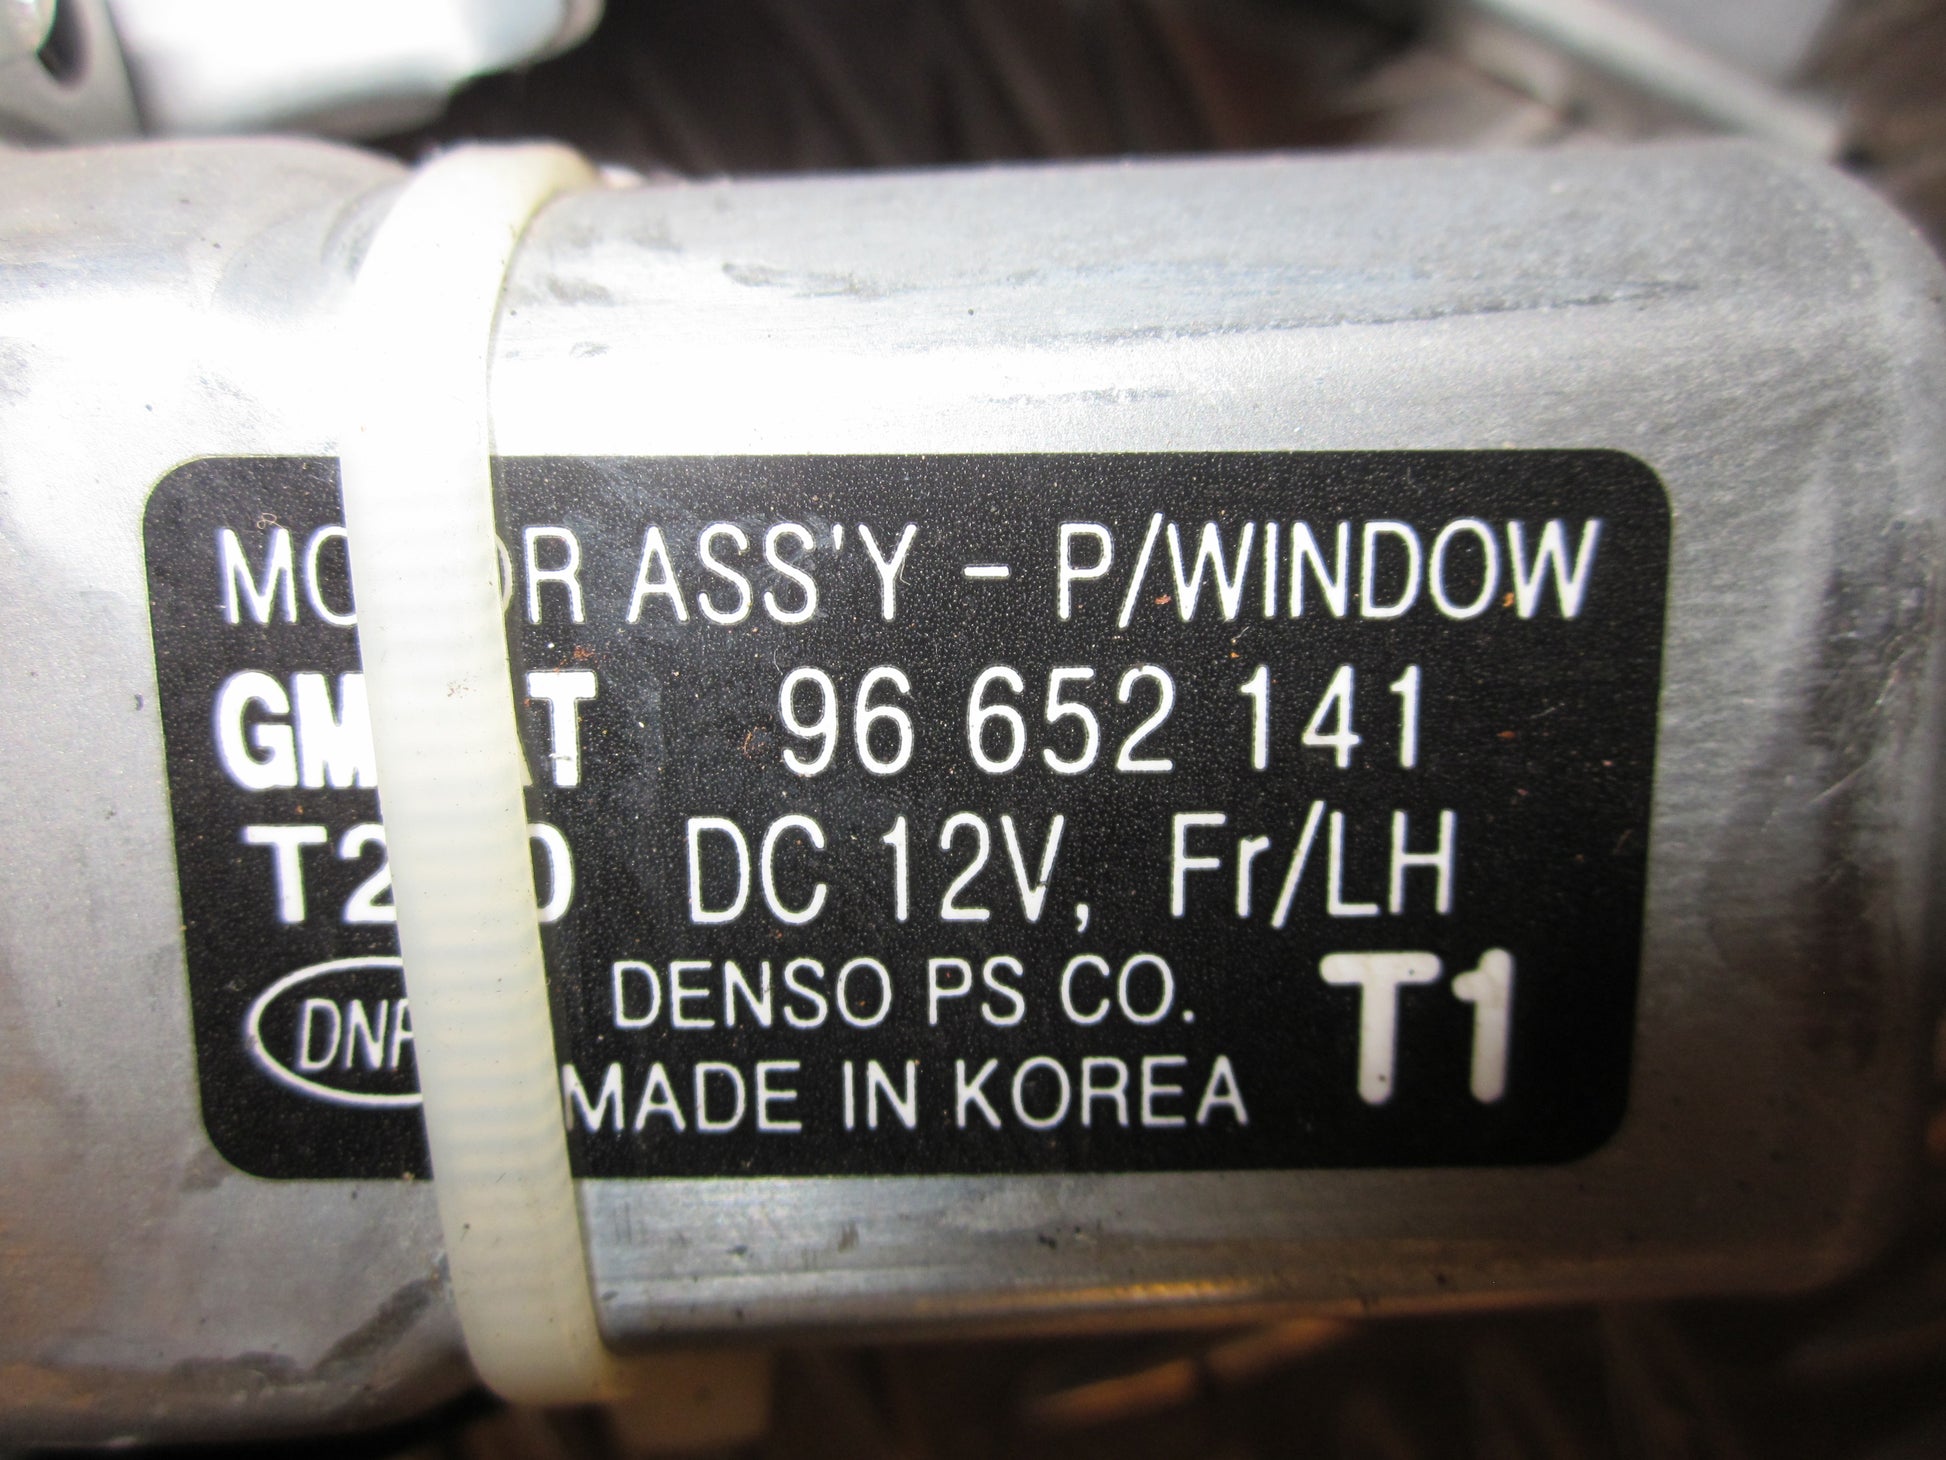 ASS'Y - P/WINDOW
96 652 141
DC 12V, Fr/LH
DENSO PS CO. T1
MADE IN KOREA